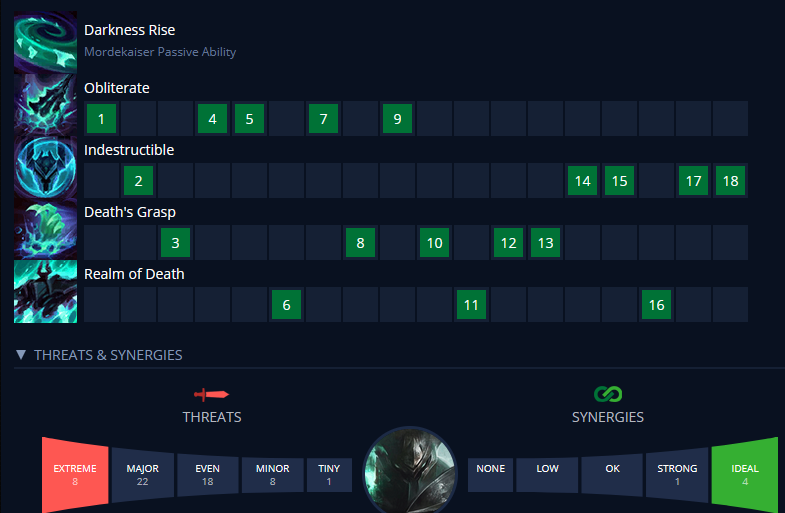 Darkness Rise
Mordekaiser Passive Ability
Obliterate
1 4 5 7 9
Indestructible
2 14 15 17 18
Death's Grasp
3 8 10 12 13
Realm of Death
6 11 16
▼ THREATS & SYNERGIES
THREATS SYNERGIES
EXTREME MAJOR EVEN MINOR TINY NONE LOW OK STRONG IDEAL
8 22 18 8 1 1 4